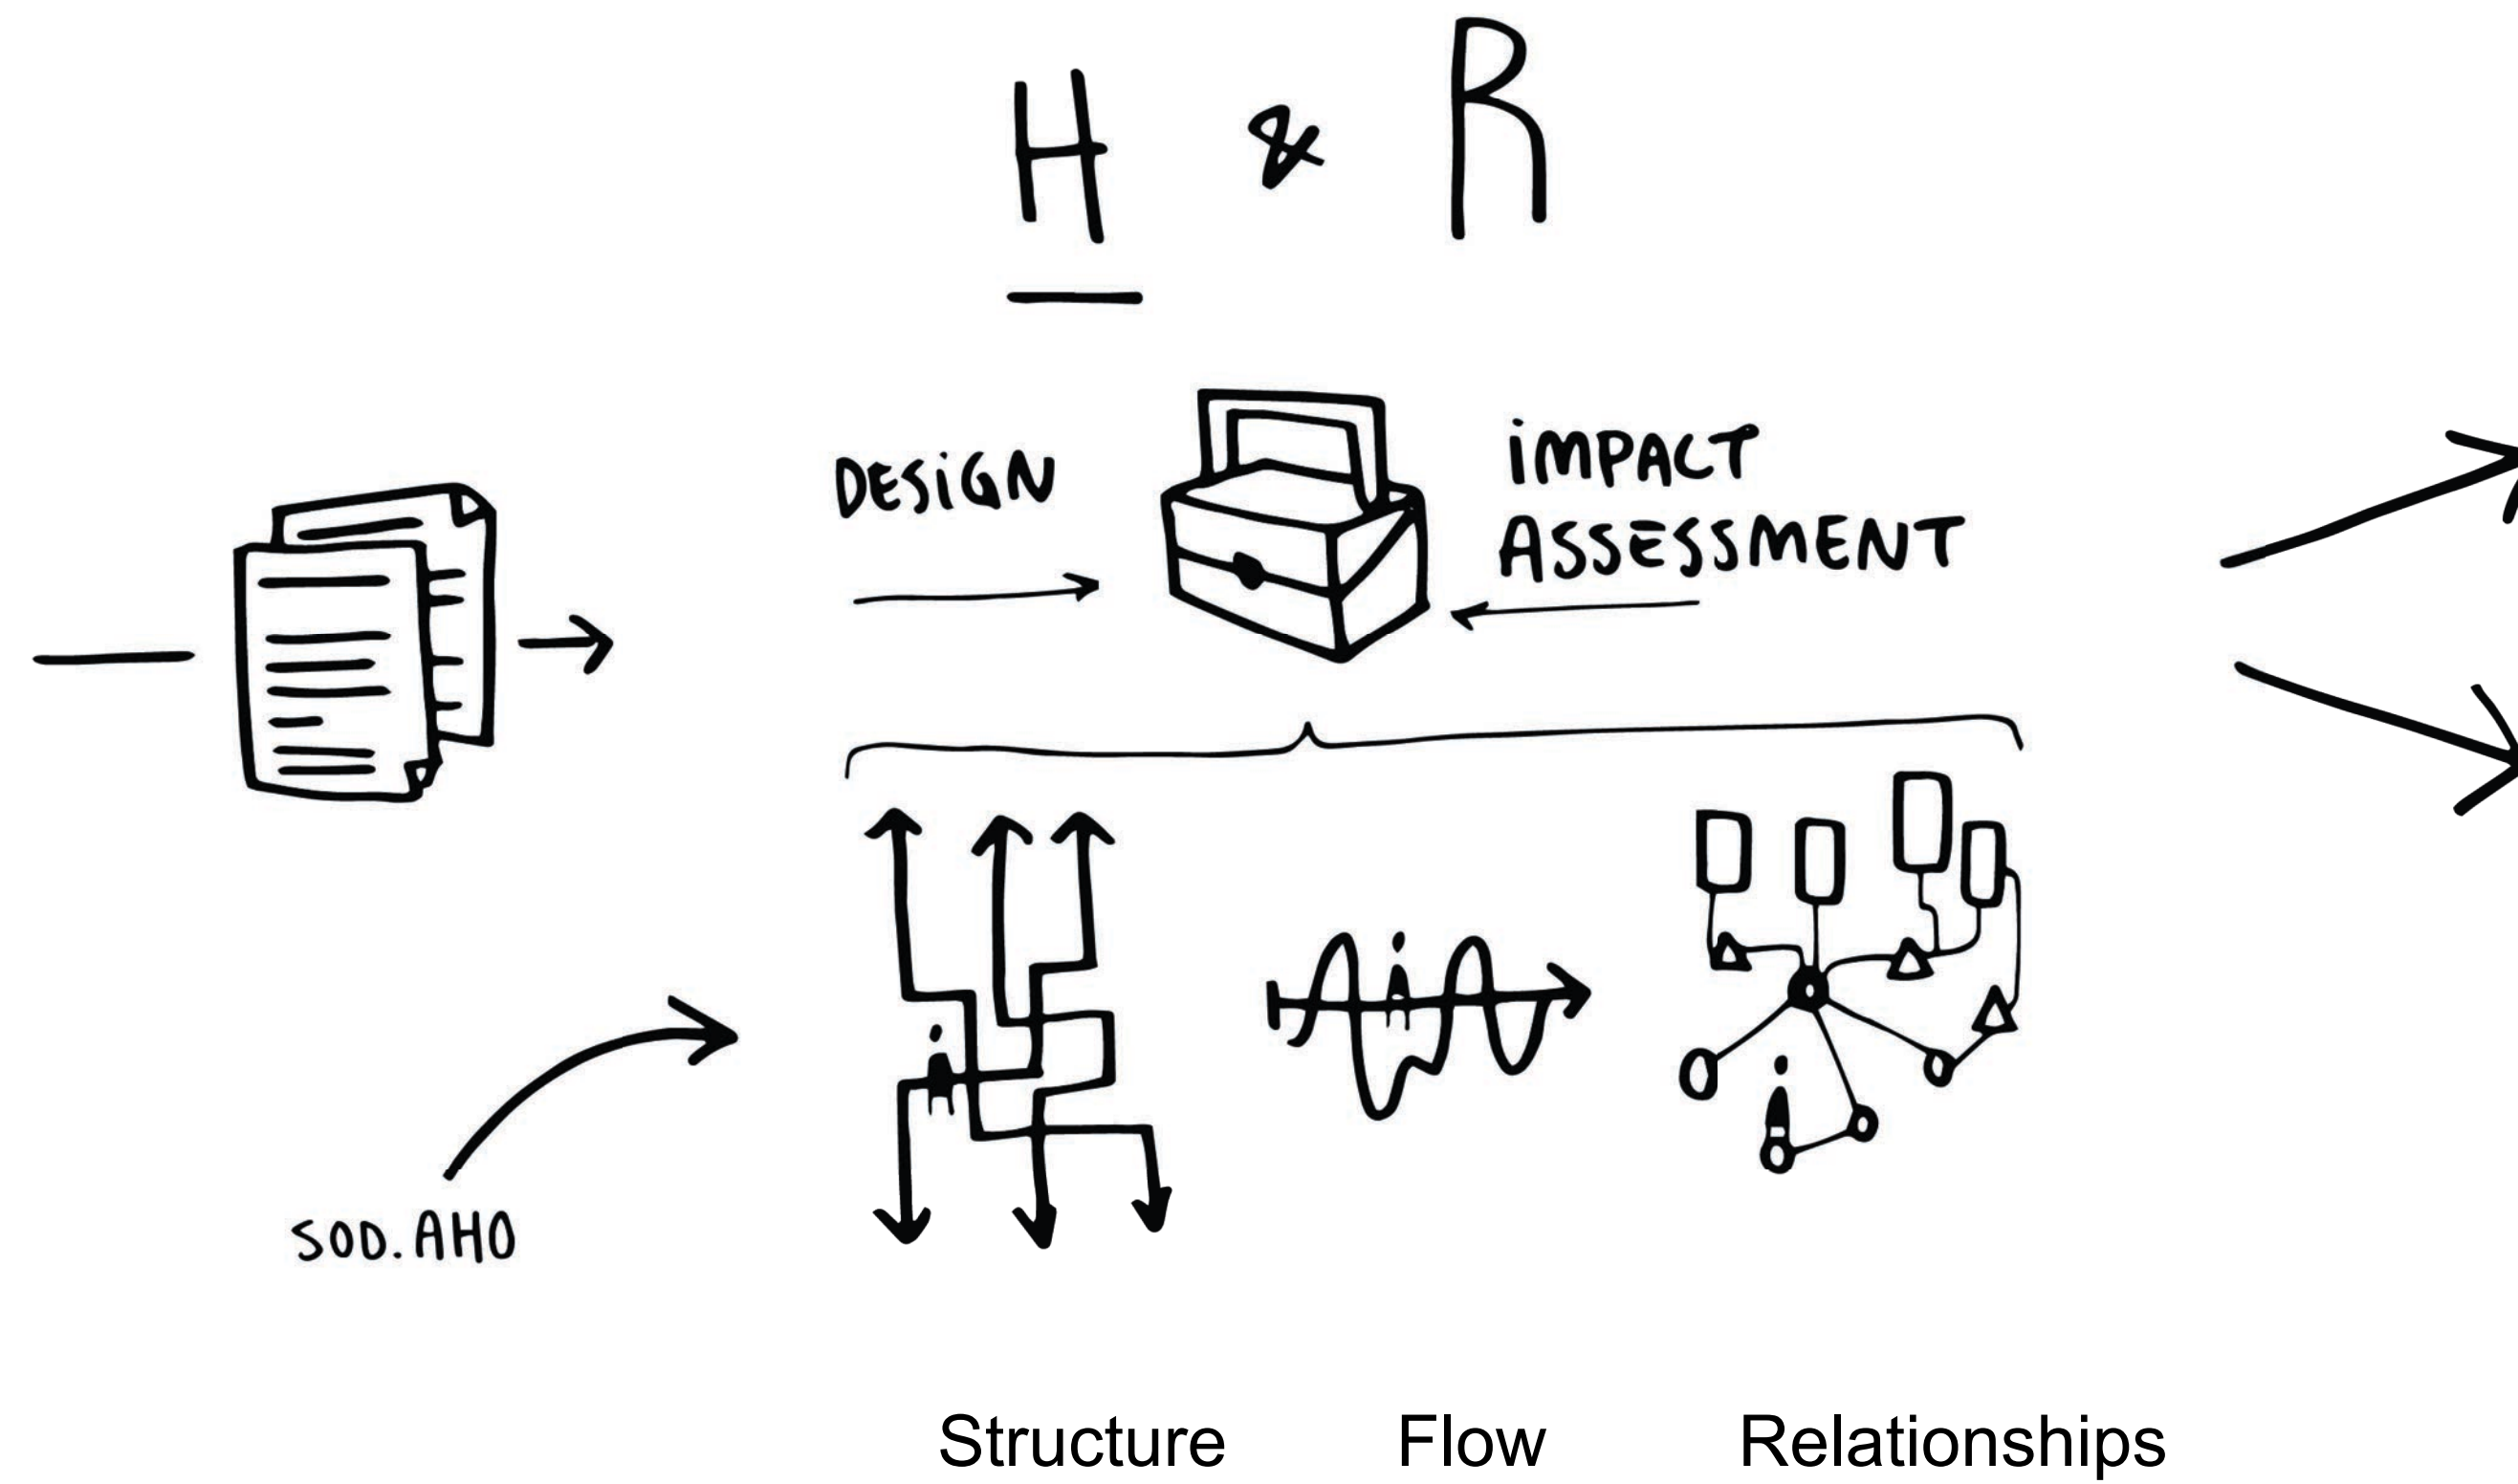 H & R
DESiGN
iMPACT
ASSESSMENT
SOD.AHO
Structure Flow Relationships